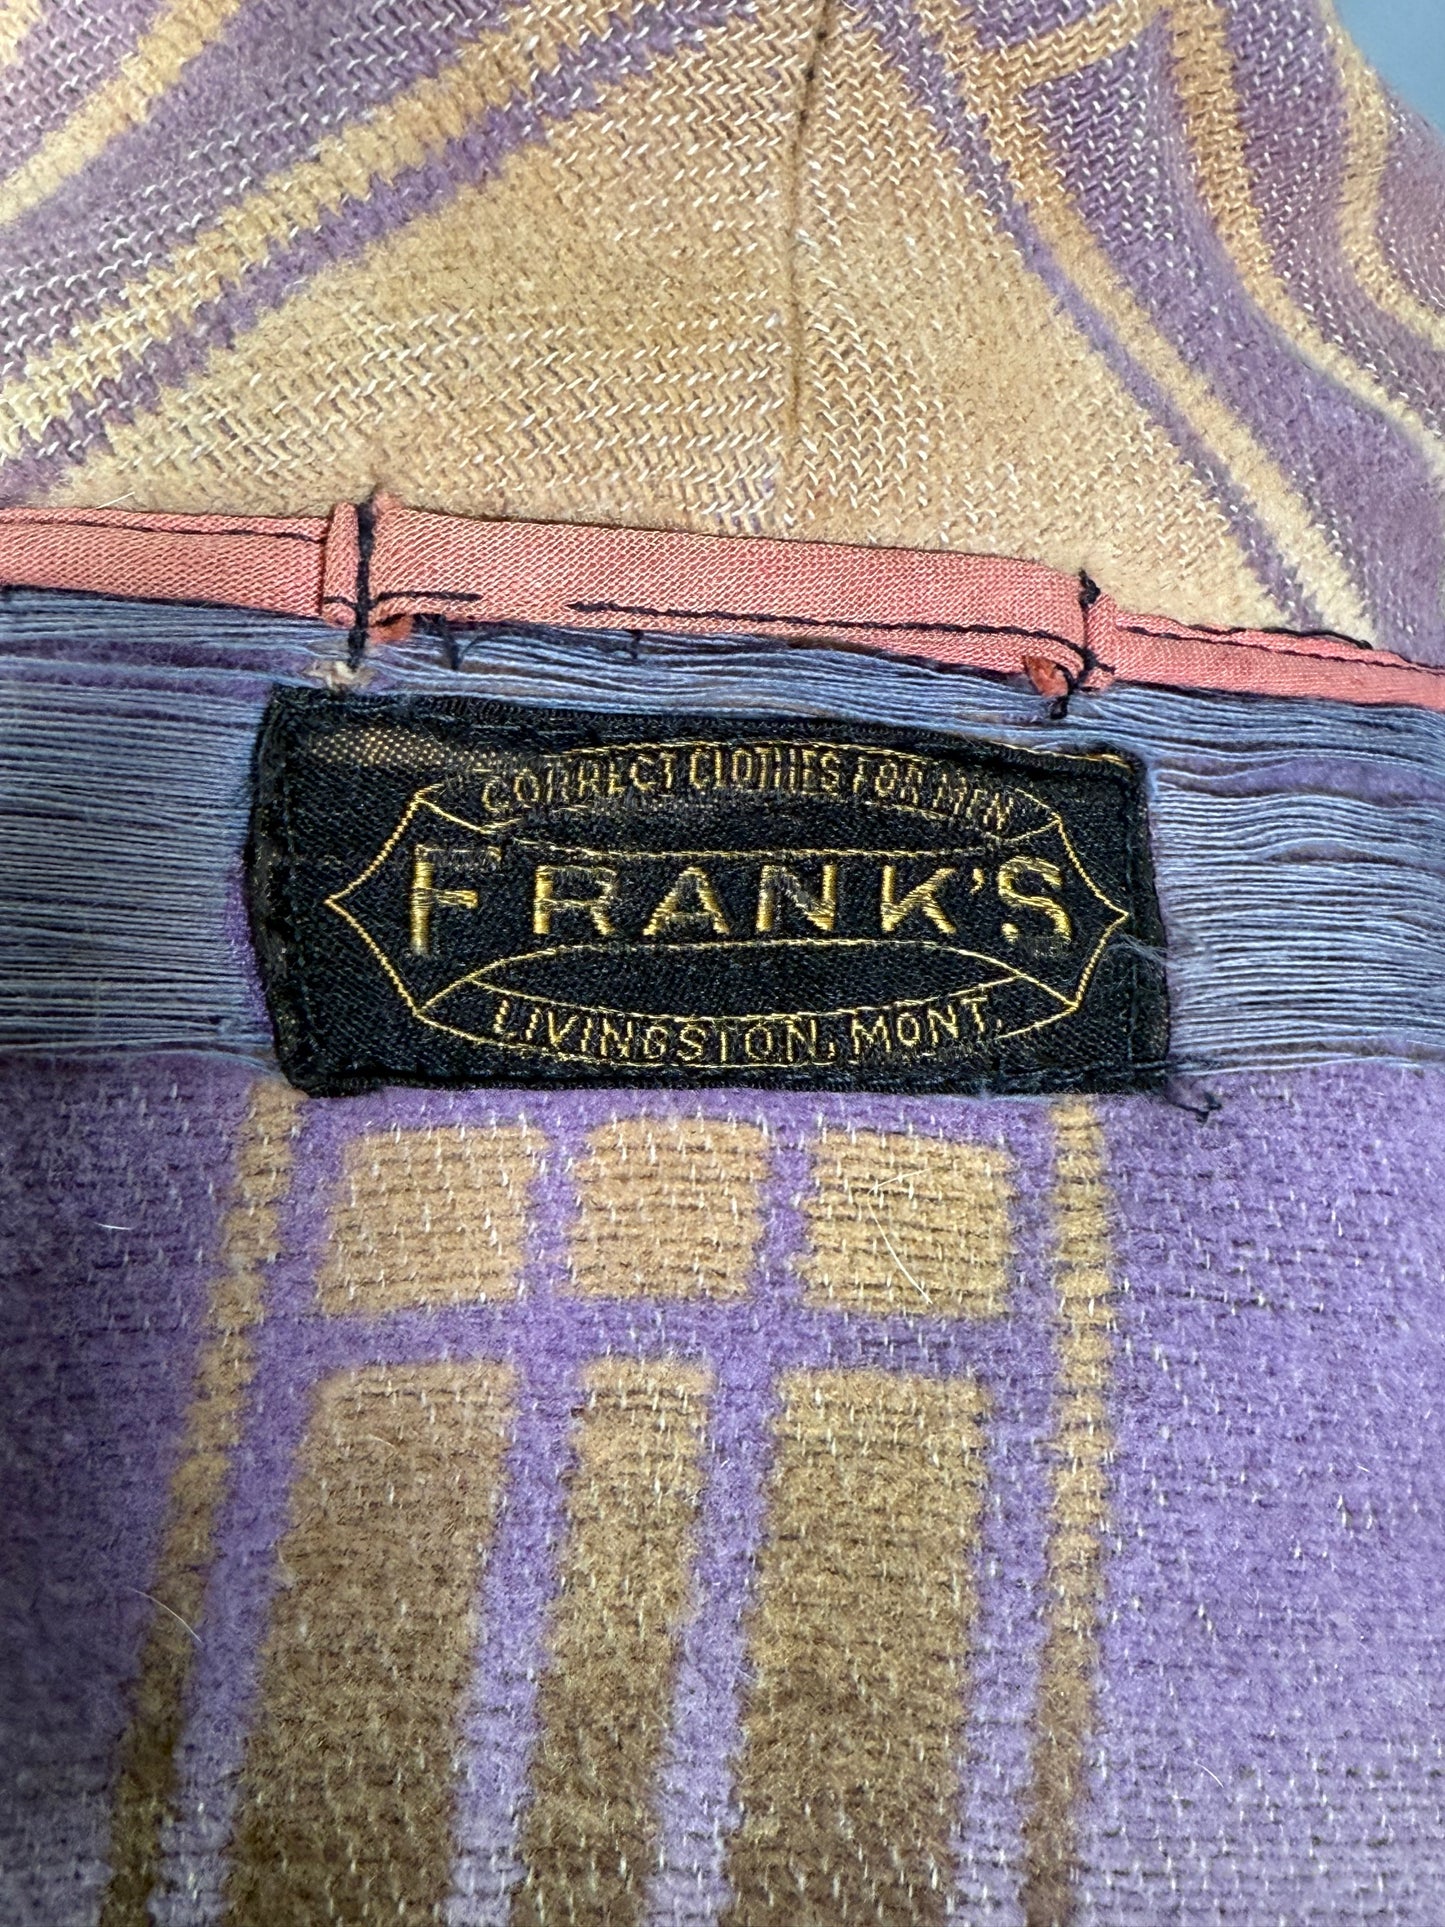 CORRECT CLOTHES FOR MEN
FRANK'S
LIVINGSTON, MONT.